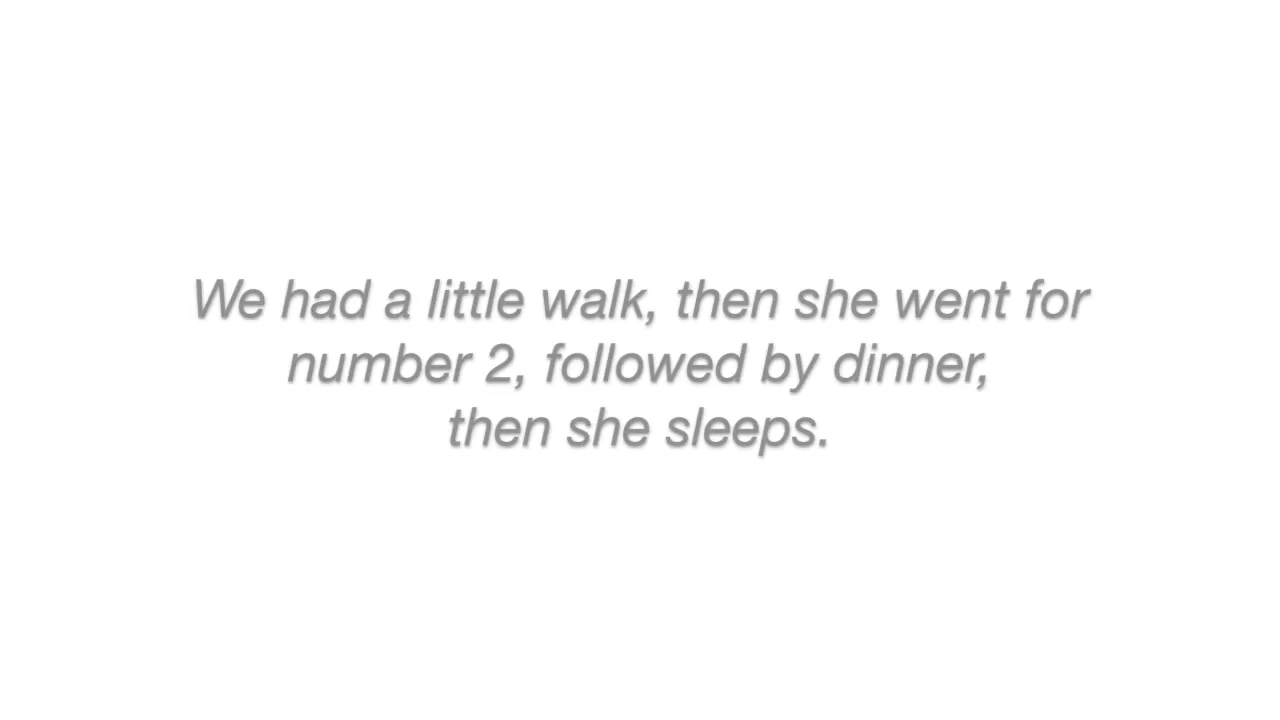 We had a little walk, then she went for
number 2, followed by dinner,
then she sleeps.